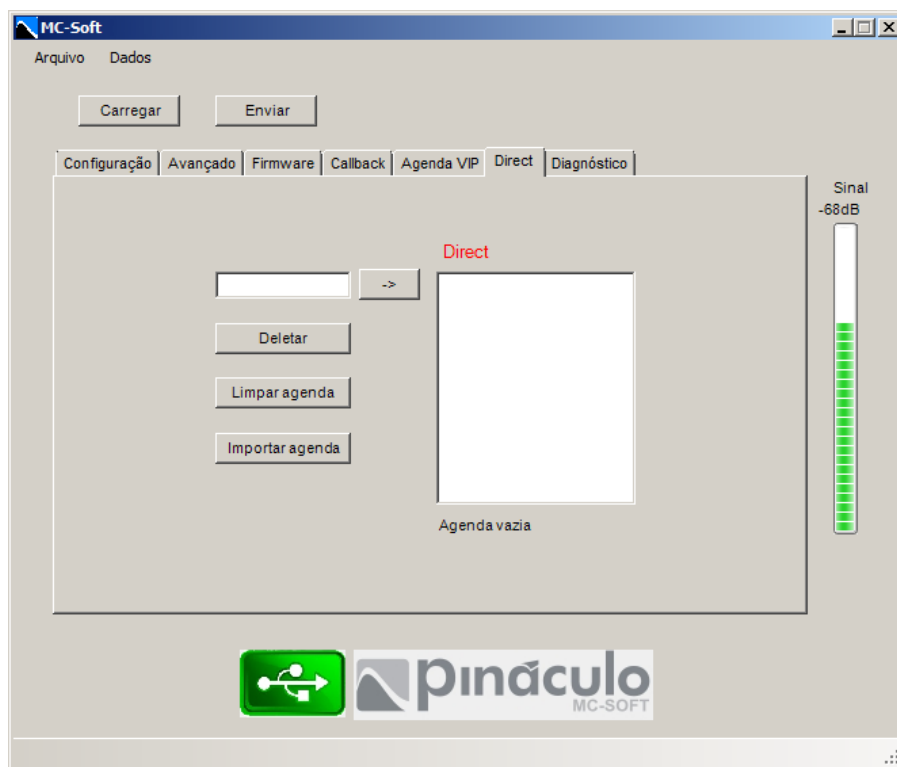 MC-Soft
Arquivo Dados
Carregar Enviar
Configuração Avançado Firmware Callback Agenda VIP Direct Diagnóstico
Sinal
-68dB
Direct
->
Deletar
Limpar agenda
Importar agenda
Agenda vazia
pináculo
MC-SOFT